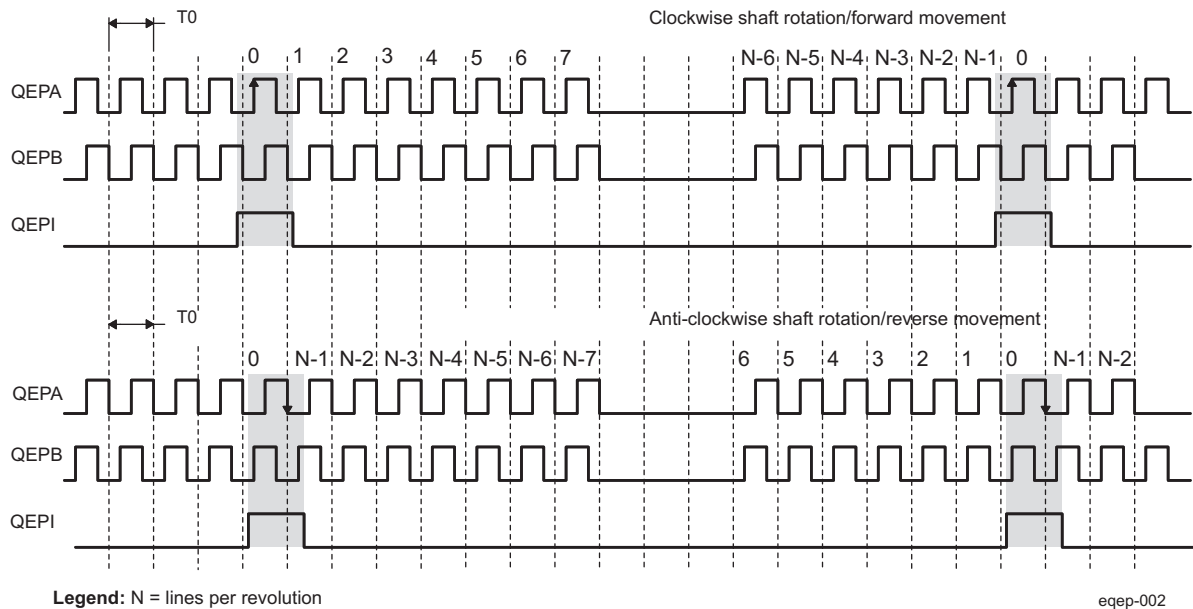 T0 Clockwise shaft rotation/forward movement
0 1 2 3 4 5 6 7 N-6 N-5 N-4 N-3 N-2 N-1 0
QEPA
QEPB
QEPI
T0 Anti-clockwise shaft rotation/reverse movement
0 N-1 N-2 N-3 N-4 N-5 N-6 N-7 6 5 4 3 2 1 0 N-1 N-2
QEPA
QEPB
QEPI
Legend: N = lines per revolution eqep-002